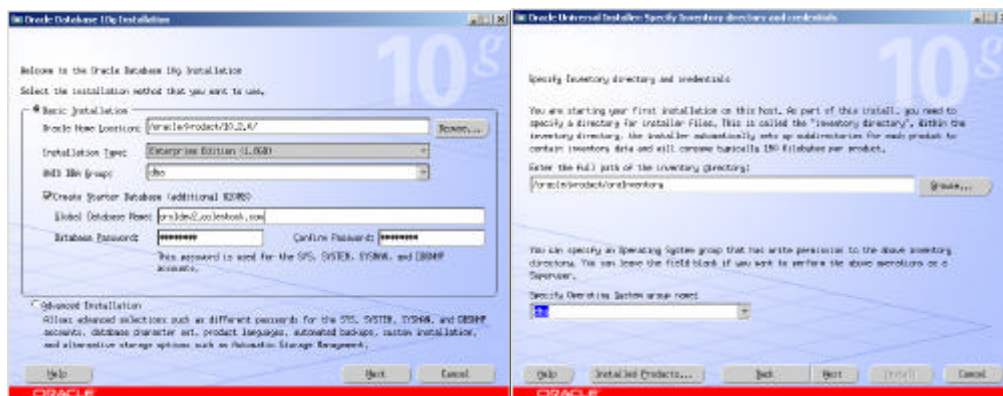 Oracle Database 10g Installation
10g
Welcome to the Oracle Database 10g Installation
Select the installation method that you want to use.
Basic Installation
Oracle Home Location: Browse...
Installation Type: Enterprise Edition (1.8GB)
UNIX DBA Group: dba
Create Starter Database (additional 820MB)
Global Database Name:
Database Password: ******** Confirm Password: ********
This password is used for the SYS, SYSTEM, SYSMAN, and DBSNMP
accounts.
Advanced Installation
Allows advanced selections such as different passwords for the SYS, SYSTEM, SYSMAN, and DBSNMP
accounts, database character set, product languages, automated backups, custom installation,
and alternative storage options such as Automatic Storage Management.
Help Next Cancel
ORACLE
Oracle Universal Installer: Specify Inventory directory and credentials
10g
Specify Inventory directory and credentials
You are starting your first installation on this host. As part of this install, you need to
specify a directory for installer files. This is called the "inventory directory". Within the
inventory directory, the installer automatically sets up subdirectories for each product to
contain inventory data and will consume typically 150 Kilobytes per product.
Enter the full path of the inventory directory:
/oracle/product/oraInventory Browse...
You can specify an Operating System group that has write permission to the above inventory
directory. You can leave the field blank if you want to perform the above operations as a
Superuser.
Specify Operating System group name:
dba
Help Installed Products... Back Next Install Cancel
ORACLE